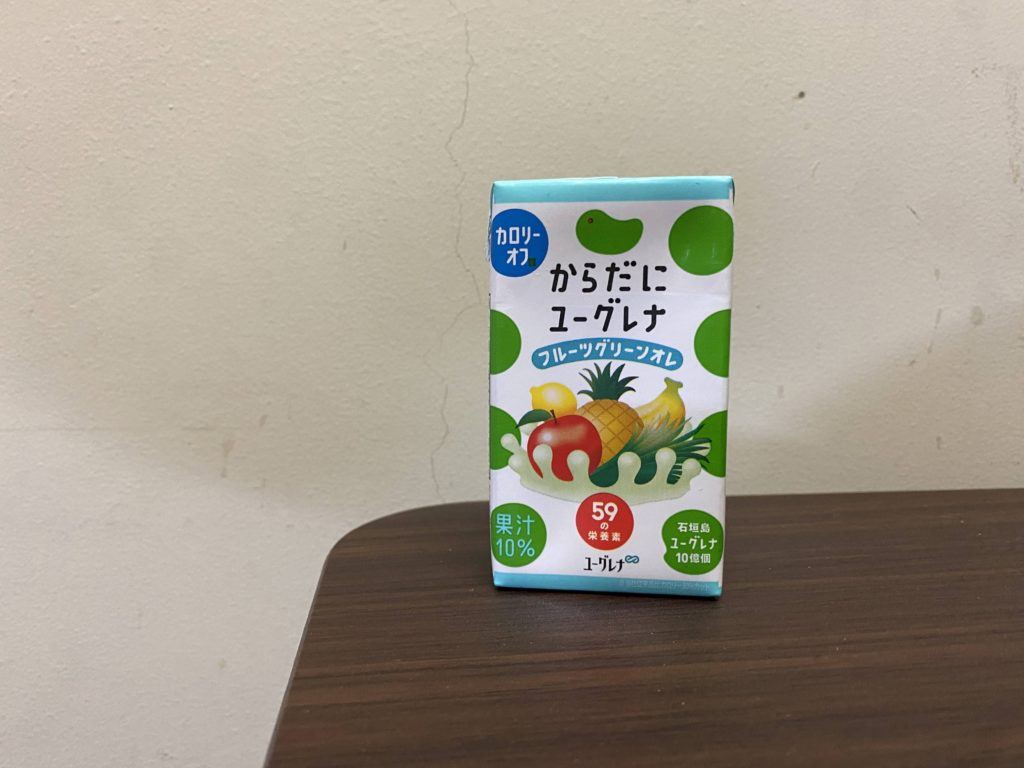 カロリー
オフ
からだに
ユーグレナ
フルーツグリーンオレ
果汁
10%
59
の
栄養素
石垣島
ユーグレナ
10億個
ユーグレナ